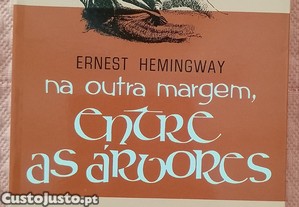 ERNEST HEMINGWAY
na outra margem,
entre
as árvores
Custojusto.pt